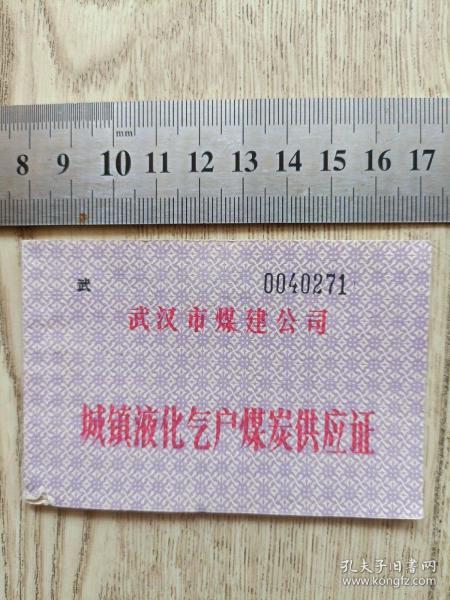 mm
8 9 10 11 12 13 14 15 16 17
武 0040271
武汉市煤建公司
城镇液化气户煤炭供应证
孔夫子旧书网
www.kongfz.com